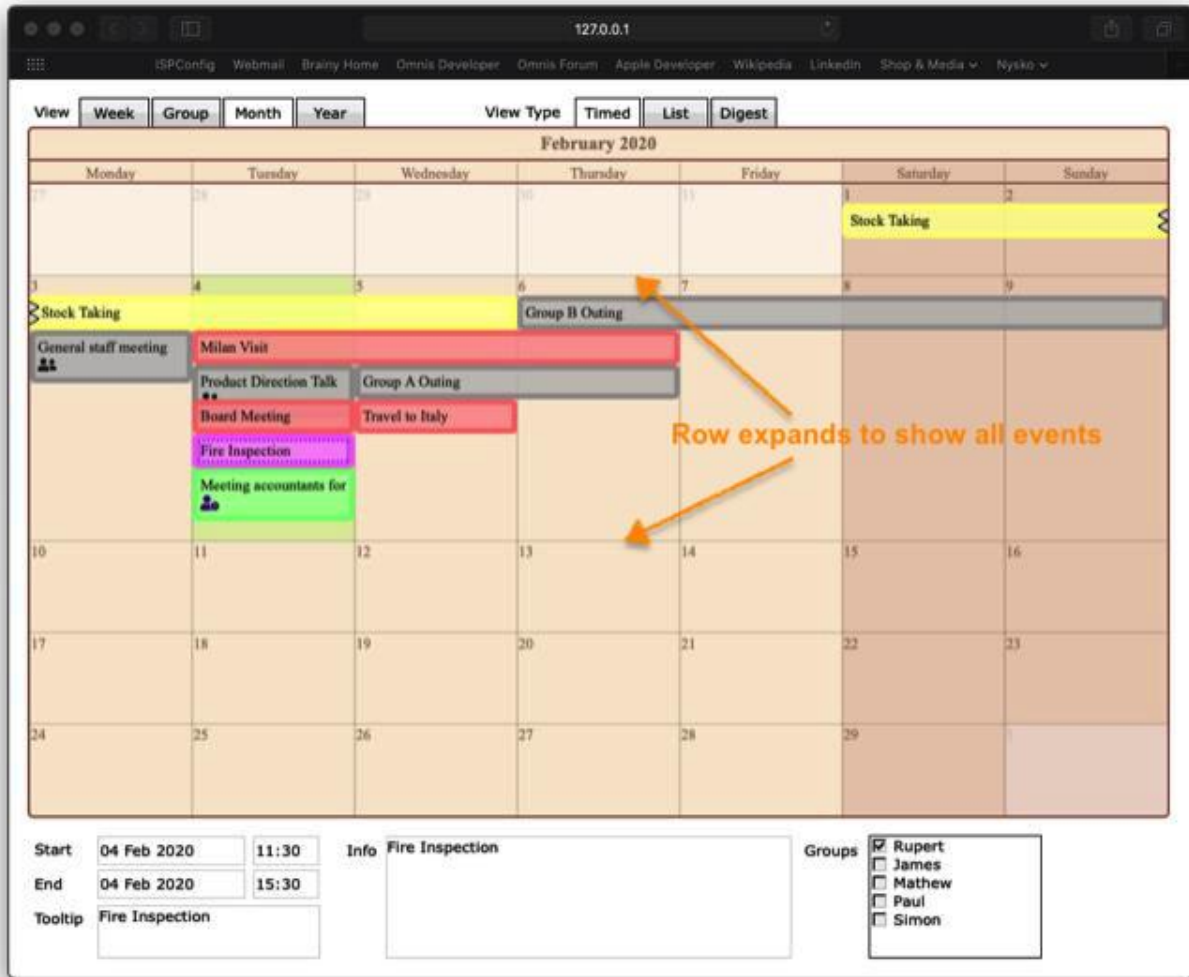 127.0.0.1
ISPConfig Webmail Brainy Home Omnis Developer Omnis Forum Apple Developer Wikipedia LinkedIn Shop & Media Nysko
View Week Group Month Year View Type Timed List Digest
February 2020
Monday Tuesday Wednesday Thursday Friday Saturday Sunday
27 28 29 30 31 1 2
Stock Taking
3 4 5 6 7 8 9
Stock Taking Group B Outing
General staff meeting Milan Visit
Product Direction Talk Group A Outing
Board Meeting Travel to Italy
Row expands to show all events
Fire Inspection
Meeting accountants for
10 11 12 13 14 15 16
17 18 19 20 21 22 23
24 25 26 27 28 29 1
Start 04 Feb 2020 11:30 Info Fire Inspection Groups Rupert
James
End 04 Feb 2020 15:30 Mathew
Paul
Tooltip Fire Inspection Simon